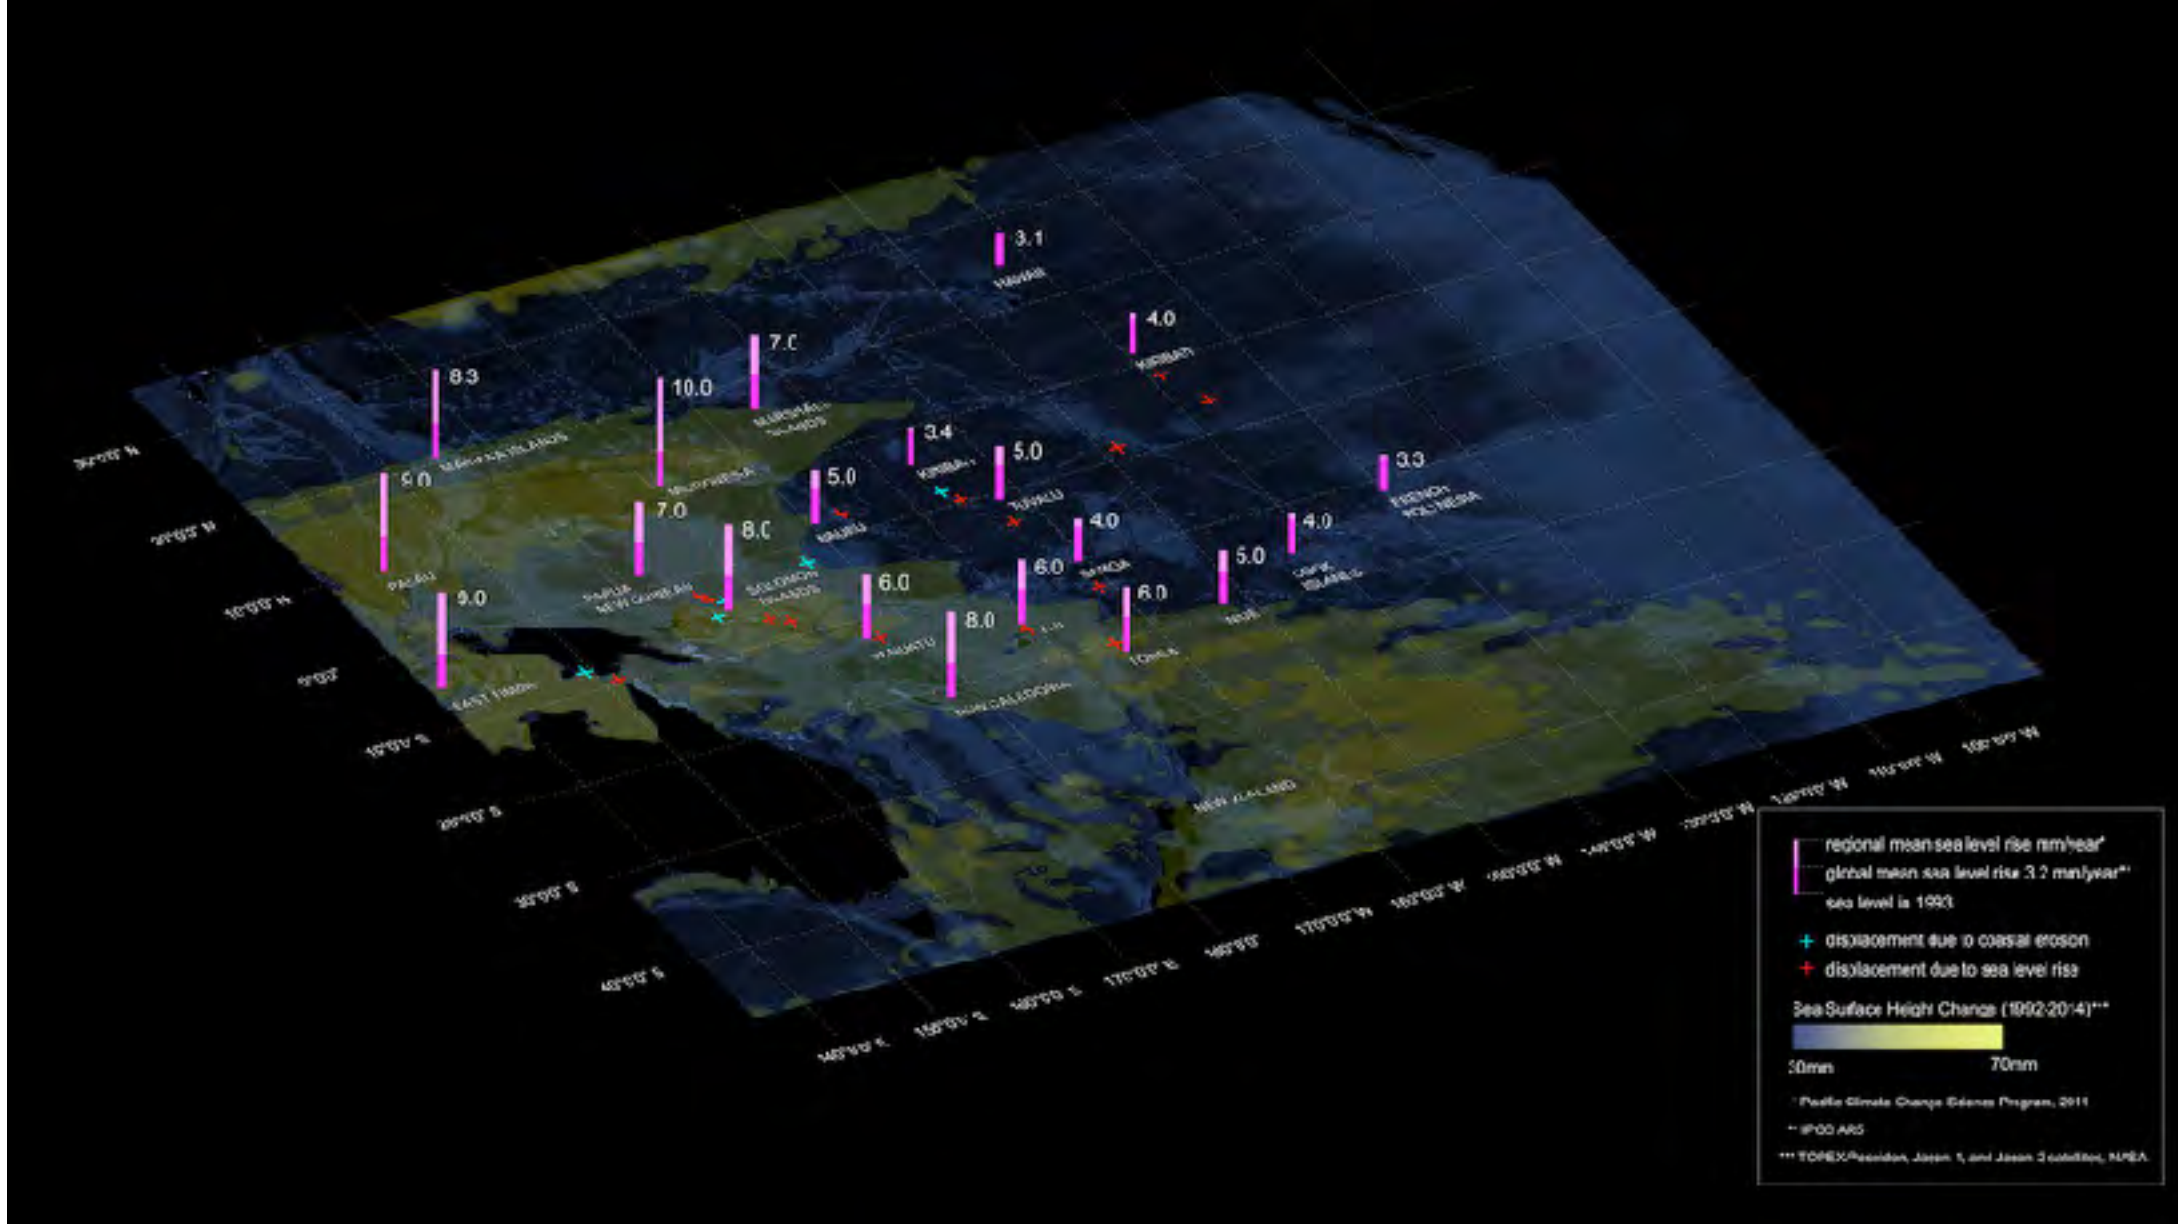 3.1
HAWAII
4.0
KIRIBATI
7.0
MARSHALL
ISLANDS
8.3
MARIANA ISLANDS
10.0
MICRONESIA
3.4
KIRIBATI
5.0
TUVALU
3.3
FRENCH
POLYNESIA
9.0
PALAU
5.0
NAURU
7.0
PAPUA
NEW GUINEAU
8.0
SOLOMON
ISLANDS
4.0
SAMOA
4.0
COOK
ISLANDS
5.0
NIUE
6.0
FIJI
6.0
TONGA
6.0
VANUATU
9.0
EAST TIMOR
8.0
NEW CALEDONIA
NEW ZEALAND
regional mean sea level rise mm/year*
global mean sea level rise 3.2 mm/year**
sea level in 1993
displacement due to coastal erosion
displacement due to sea level rise
Sea Surface Height Change (1992-2014)***
30mm
70mm
* Pacific Climate Change Science Program, 2011
** IPCC AR5
*** TOPEX/Poseidon, Jason-1, and Jason-2 satellites, NASA